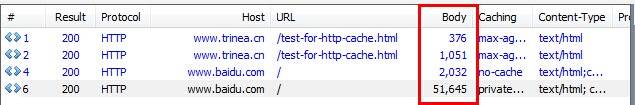 # Result Protocol Host URL Body Caching Content-Type Pro
1 200 HTTP www.trinea.cn /test-for-http-cache.html 376 max-ag... text/html
2 200 HTTP www.trinea.cn /test-for-http-cache.html 1,051 max-ag... text/html
4 200 HTTP www.baidu.com / 2,032 no-cache text/html;c...
6 200 HTTP www.baidu.com / 51,645 private... text/html; c...